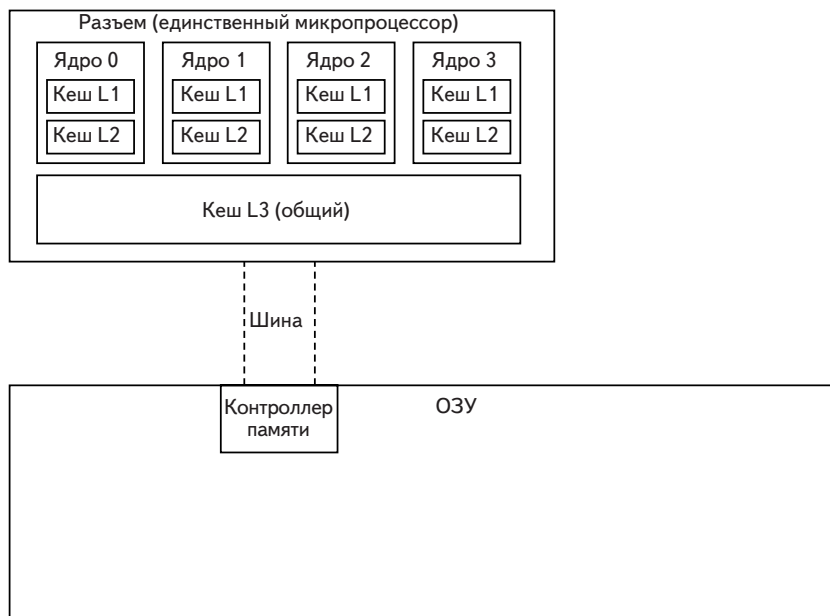 Разъем (единственный микропроцессор)
Ядро 0
Кеш L1
Кеш L2
Ядро 1
Кеш L1
Кеш L2
Ядро 2
Кеш L1
Кеш L2
Ядро 3
Кеш L1
Кеш L2
Кеш L3 (общий)
Шина
Контроллер
памяти
ОЗУ